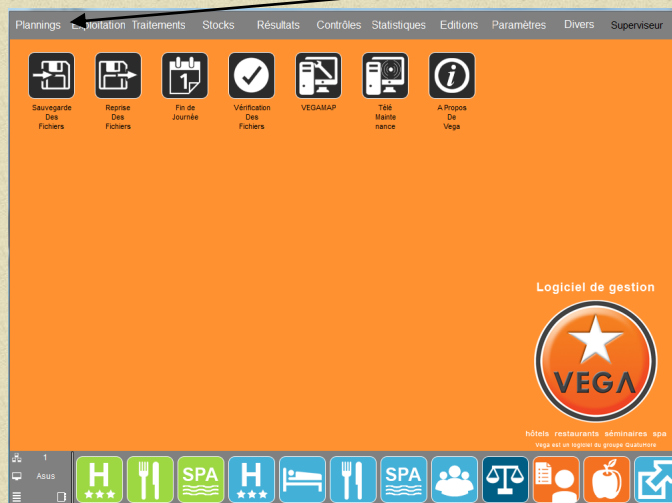 Plannings Exploitation Traitements Stocks Résultats Contrôles Statistiques Editions Paramètres Divers Superviseur
1
Sauvegarde Des Fichiers
Reprise Des Fichiers
Fin de Journée
Vérification Des Fichiers
VEGAMAP
Télé Mainte nance
A Propos De Vega
Logiciel de gestion
VEGA
hôtels restaurants séminaires spa
Vega est un logiciel du groupe Qualunivre
1
Asus
H
SPA
H
SPA